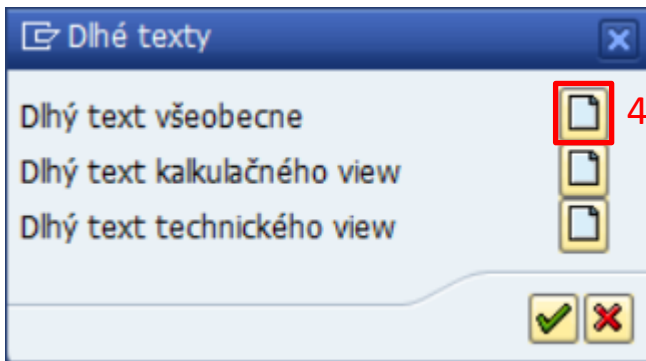 Dlhé texty
Dlhý text všeobecne
4
Dlhý text kalkulačného view
Dlhý text technického view